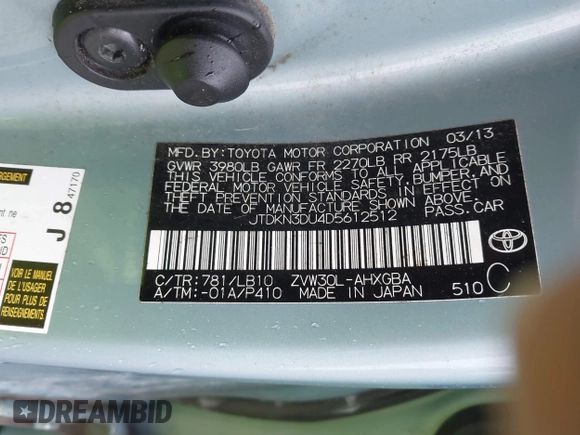 MFD. BY: TOYOTA MOTOR CORPORATION 03/13
GVWR 3980LB GAWR FR 2270LB RR 2175LB
THIS VEHICLE CONFORMS TO ALL APPLICABLE
FEDERAL MOTOR VEHICLE SAFETY, BUMPER, AND
THEFT PREVENTION STANDARDS IN EFFECT ON
THE DATE OF MANUFACTURE SHOWN ABOVE.
JTDKN3DU4D5612512 PASS. CAR
C/TR: 781/LB10 ZVW30L-AHXGBA
A/TM: -01A/P410 MADE IN JAPAN 510 C
TOYOTA
J 8 47170
VOIR LE MANUEL
DE L'USAGER
POUR PLUS DE
RENSEIGNEMENTS
DREAMBID